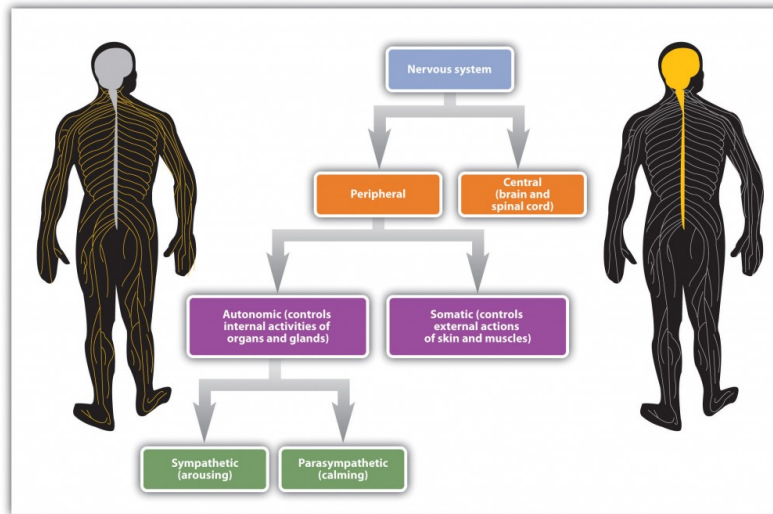 Nervous system
Peripheral
Central
(brain and
spinal cord)
Autonomic (controls
internal activities of
organs and glands)
Somatic (controls
external actions
of skin and muscles)
Sympathetic
(arousing)
Parasympathetic
(calming)